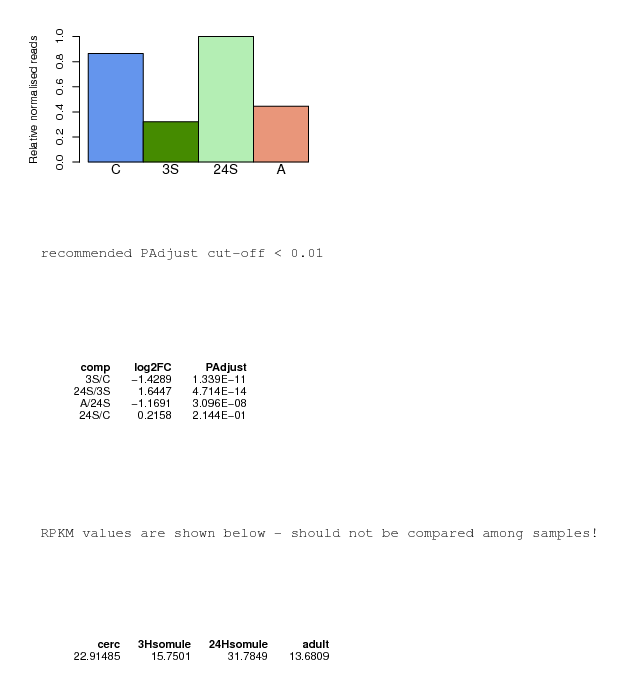 Relative normalised reads
1.0
0.8
0.6
0.4
0.2
0.0
C 3S 24S A
recommended PAdjust cut-off < 0.01
comp log2FC PAdjust
3S/C −1.4289 1.339E−11
24S/3S 1.6447 4.714E−14
A/24S −1.1691 3.096E−08
24S/C 0.2158 2.144E−01
RPKM values are shown below - should not be compared among samples!
cerc 3Hsomule 24Hsomule adult
22.91485 15.7501 31.7849 13.6809